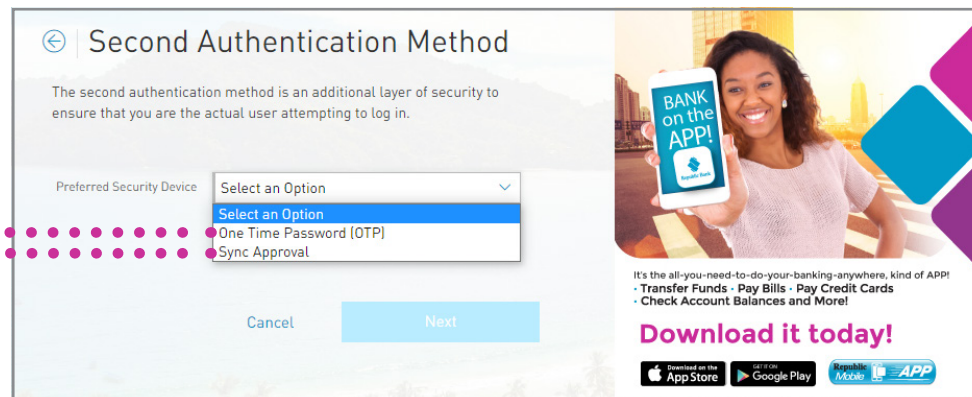 Second Authentication Method
The second authentication method is an additional layer of security to
ensure that you are the actual user attempting to log in.
Preferred Security Device
Select an Option
Select an Option
One Time Password (OTP)
Sync Approval
Cancel
Next
BANK
on the
APP!
Republic Bank
It's the all-you-need-to-do-your-banking-anywhere, kind of APP!
· Transfer Funds · Pay Bills · Pay Credit Cards
· Check Account Balances and More!
Download it today!
Download on the
App Store
GET IT ON
Google Play
Republic
Mobile
APP